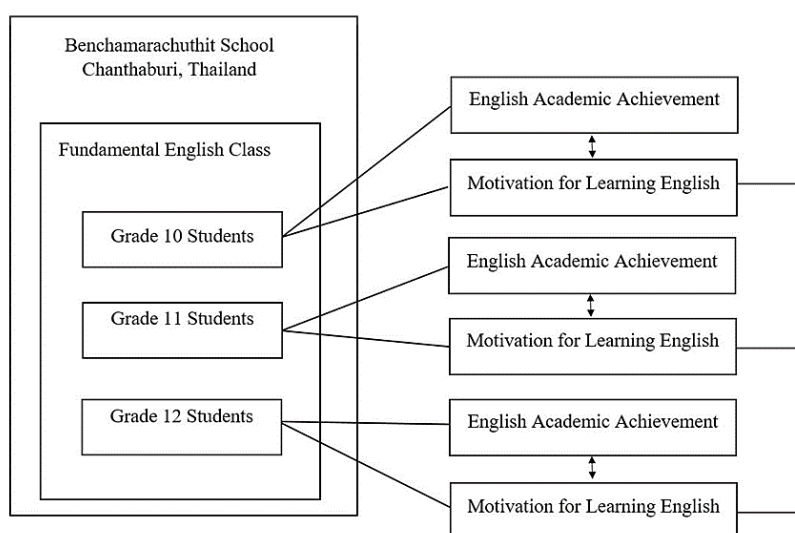 Benchamarachuthit School
Chanthaburi, Thailand
Fundamental English Class
Grade 10 Students
Grade 11 Students
Grade 12 Students
English Academic Achievement
Motivation for Learning English
English Academic Achievement
Motivation for Learning English
English Academic Achievement
Motivation for Learning English